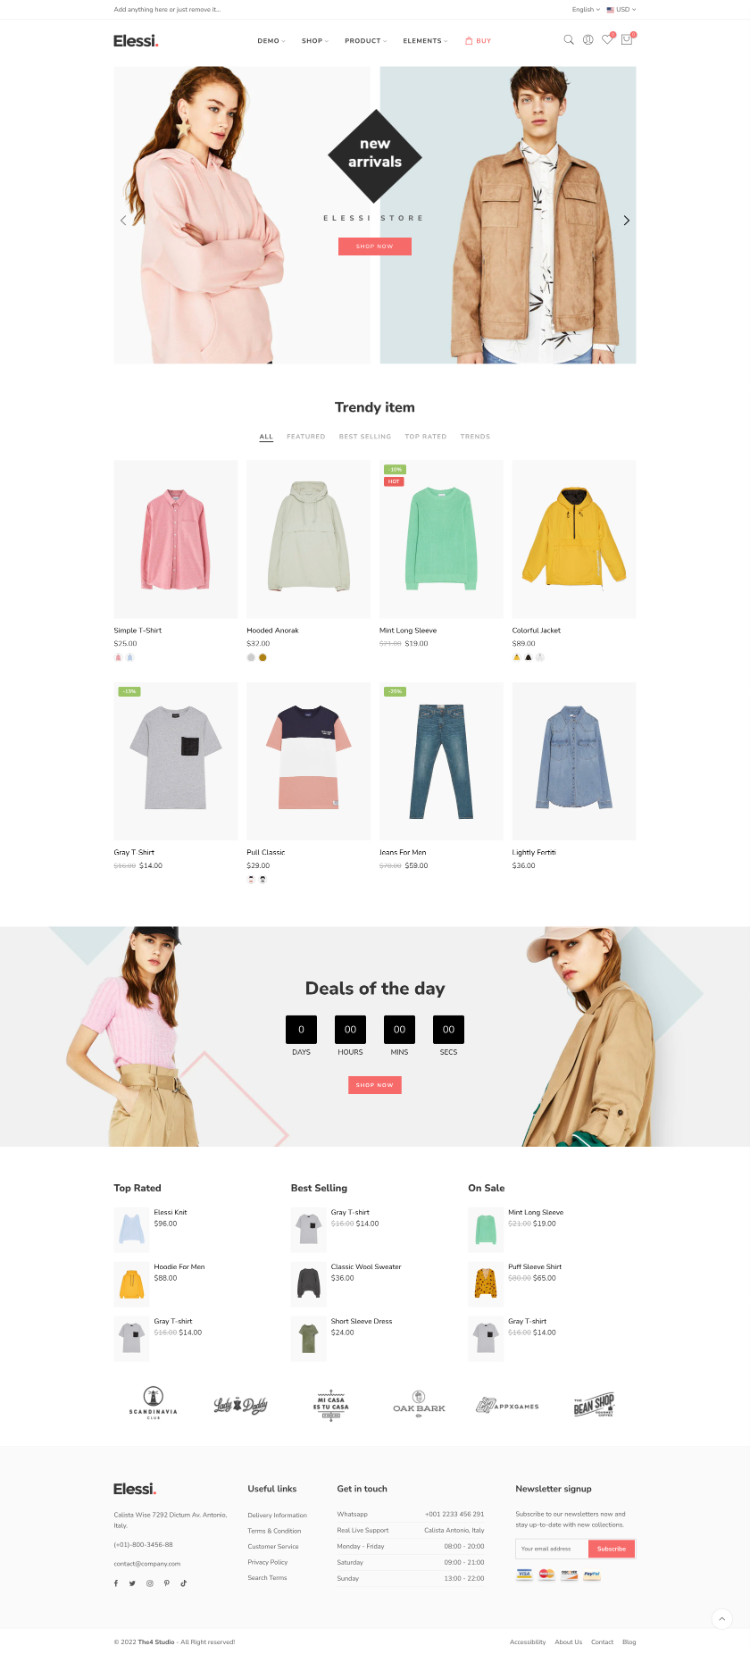 Add anything here or just remove it...
English
USD
Elessi.
DEMO
SHOP
PRODUCT
ELEMENTS
BUY
0
0
new
arrivals
ELESSI STORE
SHOP NOW
Trendy item
ALL
FEATURED
BEST SELLING
TOP RATED
TRENDS
HOT
Simple T-Shirt
$25.00
Hooded Anorak
$32.00
Mint Long Sleeve
$21.00 $19.00
Colorful Jacket
$89.00
Gray T-Shirt
$16.00 $14.00
Pull Classic
$29.00
Jeans For Men
$59.00
Lightly Fertiti
$36.00
Deals of the day
0
00
00
00
DAYS
HOURS
MINS
SECS
SHOP NOW
Top Rated
Elessi Knit
$96.00
Hoodie For Men
$88.00
Gray T-shirt
$16.00 $14.00
Best Selling
Gray T-shirt
$16.00 $14.00
Classic Wool Sweater
$36.00
Short Sleeve Dress
$24.00
On Sale
Mint Long Sleeve
$21.00 $19.00
Puff Sleeve Shirt
$80.00 $65.00
Gray T-shirt
$16.00 $14.00
SCANDINAVIA
CLUB
Lady Daddy
MI CASA
ES TU CASA
OAK BARK
APPXGAMES
THE
BEAN SHOP
Elessi.
Calista Wise 7292 Dictum Av. Antonio,
Italy.
(+01)-800-3456-88
contact@company.com
Useful links
Delivery Information
Terms & Condition
Customer Service
Privacy Policy
Search Terms
Get in touch
Whatsapp +001 2233 456 291
Real Live Support Calista Antonio, Italy
Monday - Friday 08:00 - 20:00
Saturday 09:00 - 21:00
Sunday 13:00 - 22:00
Newsletter signup
Subscribe to our newsletters now and
stay up-to-date with new collections.
Your email address
Subscribe
VISA
PayPal
© 2022 The4 Studio - All Right reserved!
Accessibility
About Us
Contact
Blog